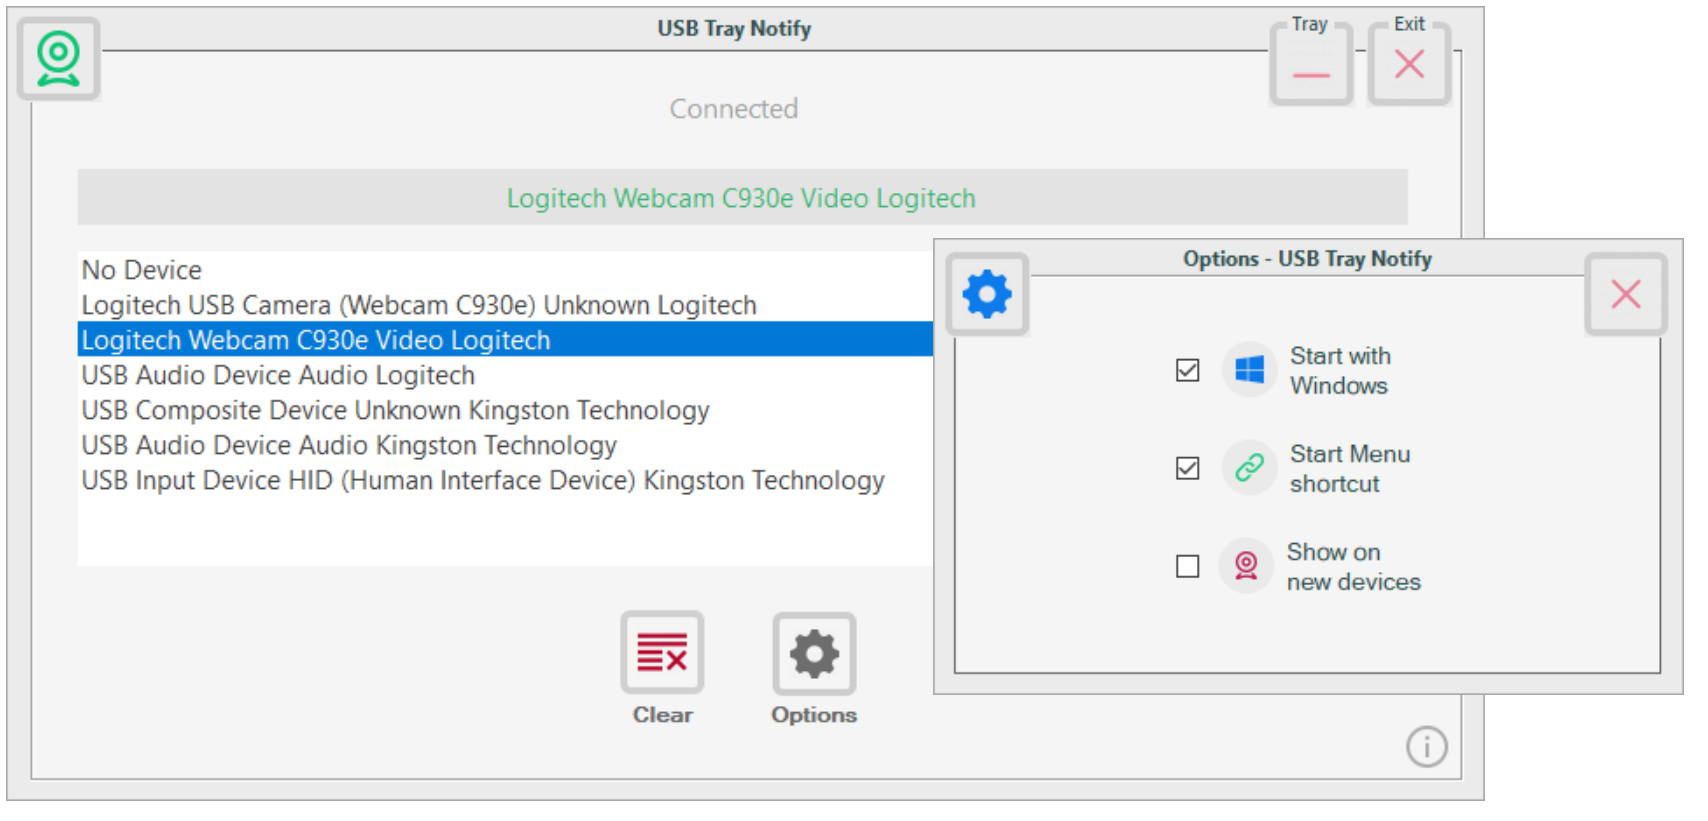 USB Tray Notify
Tray
Exit
Connected
Logitech Webcam C930e Video Logitech
No Device
Logitech USB Camera (Webcam C930e) Unknown Logitech
Logitech Webcam C930e Video Logitech
USB Audio Device Audio Logitech
USB Composite Device Unknown Kingston Technology
USB Audio Device Audio Kingston Technology
USB Input Device HID (Human Interface Device) Kingston Technology
Clear
Options
Options - USB Tray Notify
Start with
Windows
Start Menu
shortcut
Show on
new devices